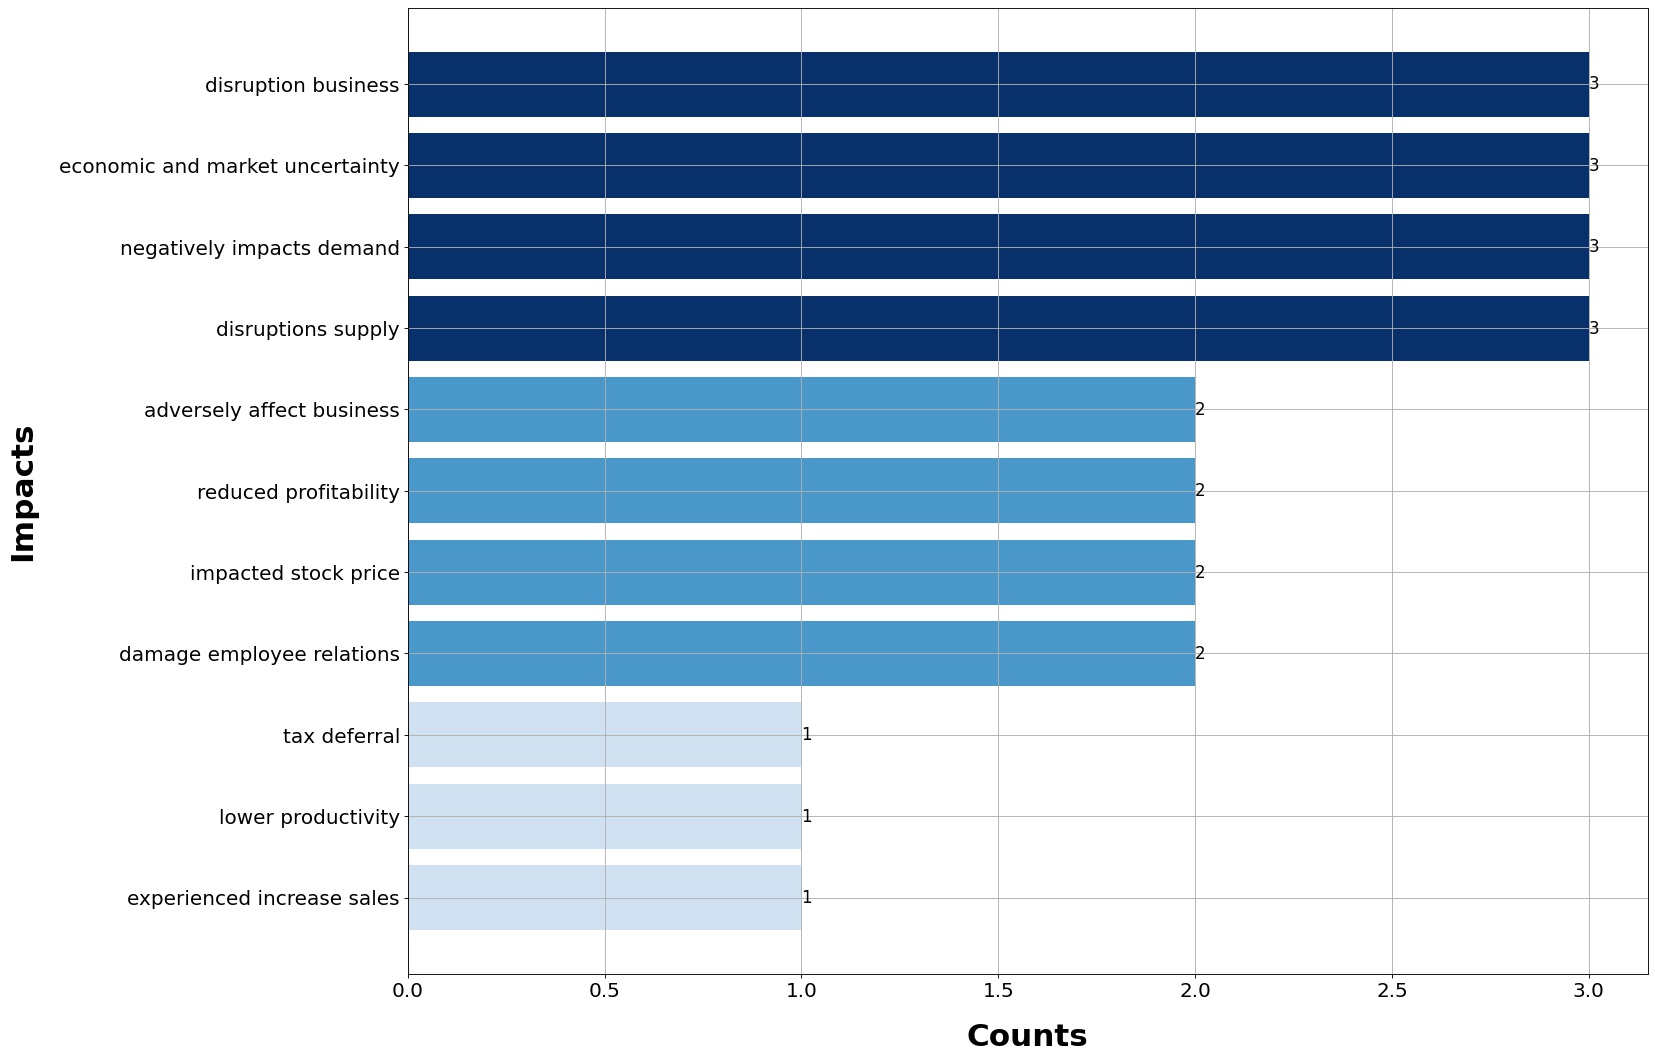 disruption business 3
economic and market uncertainty 3
negatively impacts demand 3
disruptions supply 3
adversely affect business 2
reduced profitability 2
impacted stock price 2
damage employee relations 2
tax deferral 1
lower productivity 1
experienced increase sales 1
Impacts
0.0 0.5 1.0 1.5 2.0 2.5 3.0
Counts